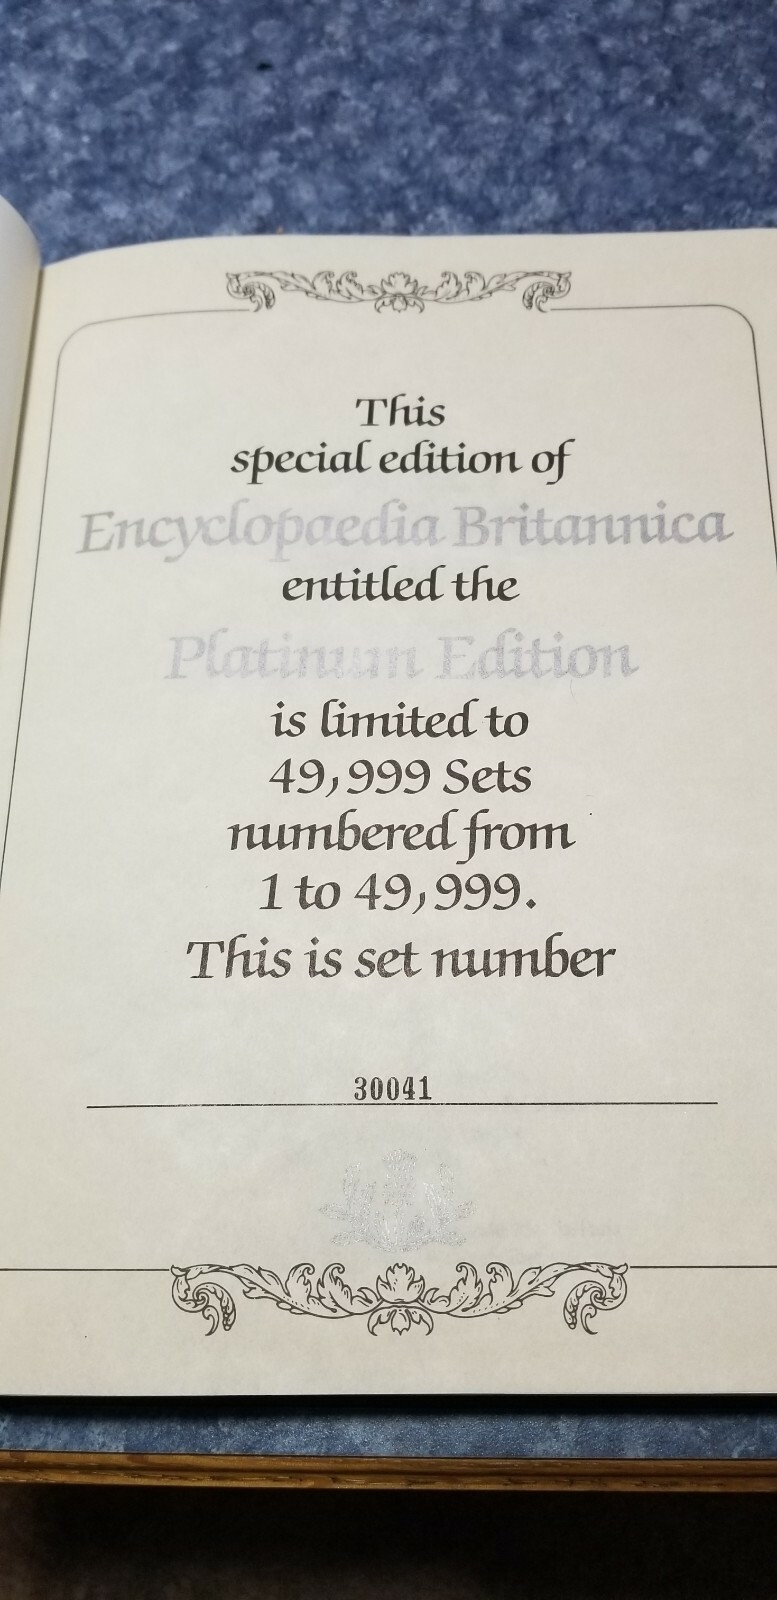 This
special edition of
Encyclopaedia Britannica
entitled the
Platinum Edition
is limited to
49,999 Sets
numbered from
1 to 49,999.
This is set number
30041